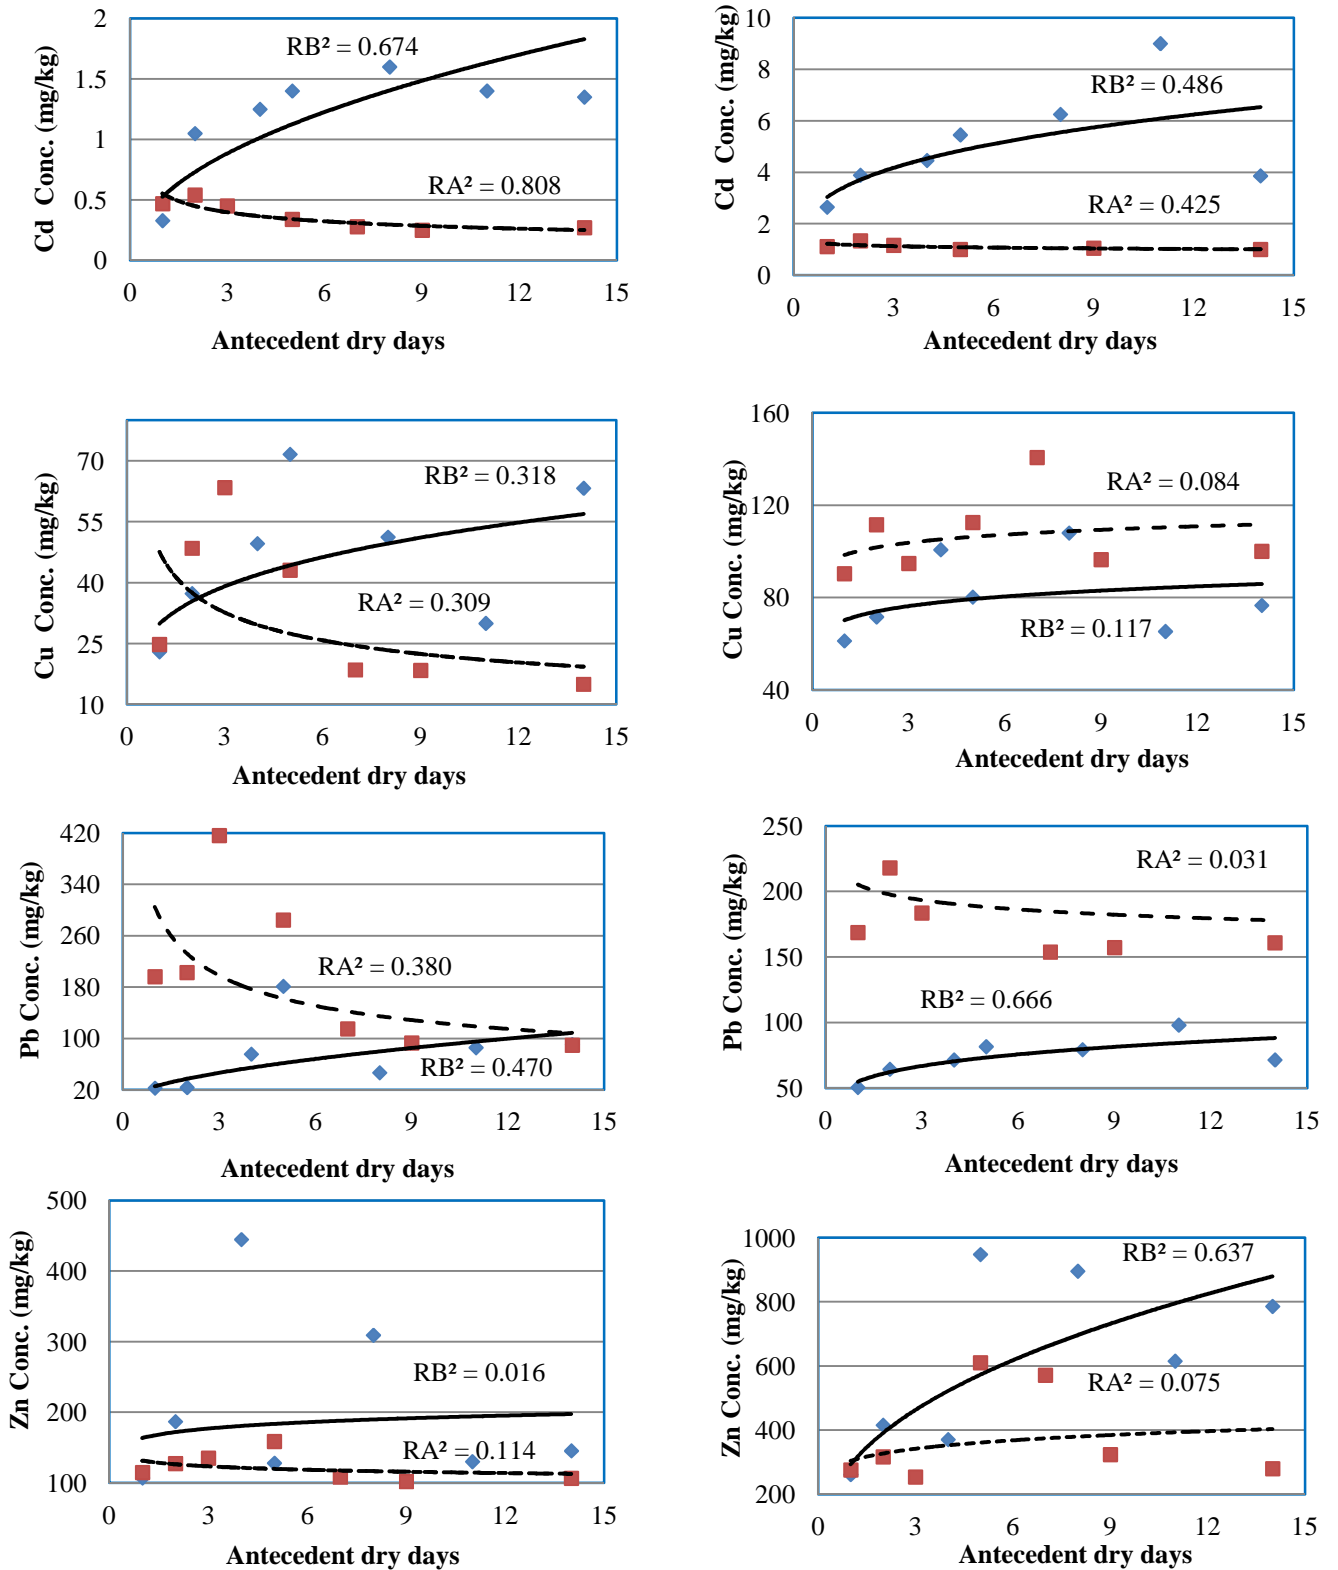 2
1.5
1
0.5
0
Cd Conc. (mg/kg)
RB² = 0.674
RA² = 0.808
0 3 6 9 12 15
Antecedent dry days
10
8
6
4
2
0
Cd Conc. (mg/kg)
RB² = 0.486
RA² = 0.425
0 3 6 9 12 15
Antecedent dry days
70
55
40
25
10
Cu Conc. (mg/kg)
RB² = 0.318
RA² = 0.309
0 3 6 9 12 15
Antecedent dry days
160
120
80
40
Cu Conc. (mg/kg)
RA² = 0.084
RB² = 0.117
0 3 6 9 12 15
Antecedent dry days
420
340
260
180
100
20
Pb Conc. (mg/kg)
RA² = 0.380
RB² = 0.470
0 3 6 9 12 15
Antecedent dry days
250
200
150
100
50
Pb Conc. (mg/kg)
RA² = 0.031
RB² = 0.666
0 3 6 9 12 15
Antecedent dry days
500
400
300
200
100
Zn Conc. (mg/kg)
RB² = 0.016
RA² = 0.114
0 3 6 9 12 15
Antecedent dry days
1000
800
600
400
200
Zn Conc. (mg/kg)
RB² = 0.637
RA² = 0.075
0 3 6 9 12 15
Antecedent dry days